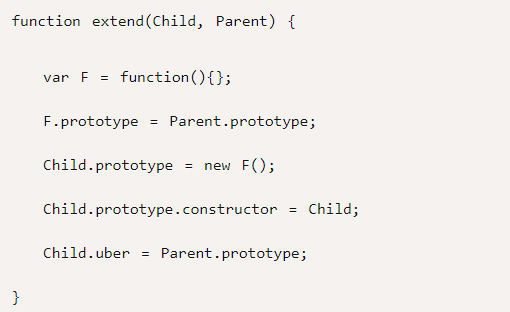 function extend(Child, Parent) {
var F = function(){};
F.prototype = Parent.prototype;
Child.prototype = new F();
Child.prototype.constructor = Child;
Child.uber = Parent.prototype;
}